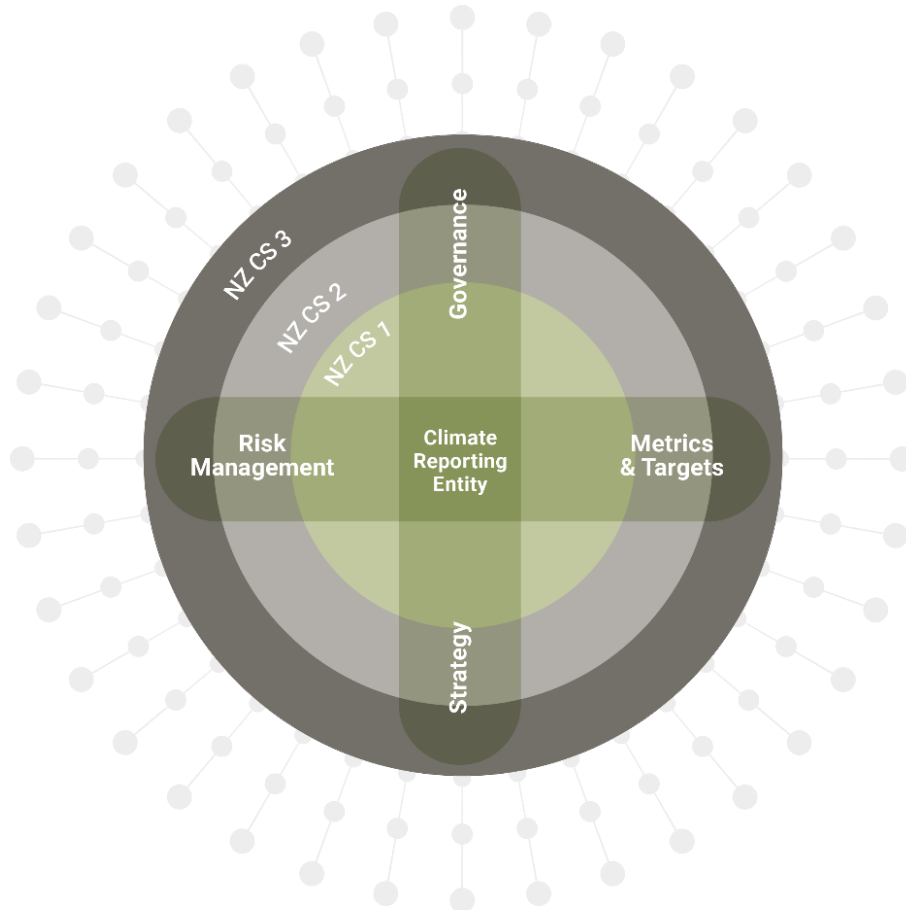 Governance
NZ CS 3
NZ CS 2
NZ CS 1
Risk
Management
Climate
Reporting
Entity
Metrics
& Targets
Strategy